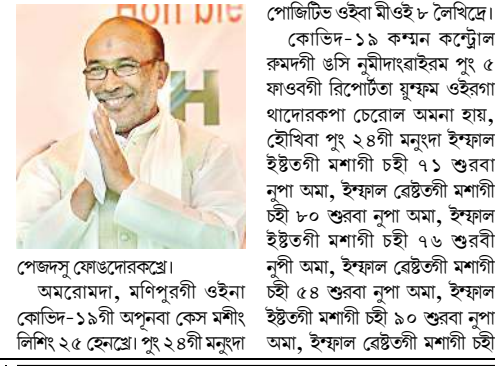 Hon'ble
H
পেজদসু ফোঙদোরকখ্রে।
অমরোমদা, মণিপুরগী ওইনা
কোভিদ-১৯গী অপূনবা কেস মশীং
লিশিং ২৫ হেনখ্রে। পুং ২৪গী মনুংদা
পোজিটিভ ওইবা মীওই ৮ লৈখিদ্রে।
কোভিদ-১৯ কম্মন কন্ট্রোল
রুমদগী ঙসি নুমীদাংৱাইরম পুং ৫
ফাওবগী রিপোর্টতা য়ুম্ফম ওইরগা
থাদোরকপা চেরোল অমনা হায়,
হৌখিবা পুং ২৪গী মনুংদা ইম্ফাল
ইষ্টতগী মশাগী চহী ৭১ শুরবা
নুপা অমা, ইম্ফাল ৱেষ্টতগী মশাগী
চহী ৮০ শুরবা নুপা অমা, ইম্ফাল
ইষ্টতগী মশাগী চহী ৭৬ শুরবী
নুপী অমা, ইম্ফাল ৱেষ্টতগী মশাগী
চহী ৫৪ শুরবা নুপা অমা, ইম্ফাল
ইষ্টতগী মশাগী চহী ৯০ শুরবা নুপা
অমা, ইম্ফাল ৱেষ্টতগী মশাগী চহী